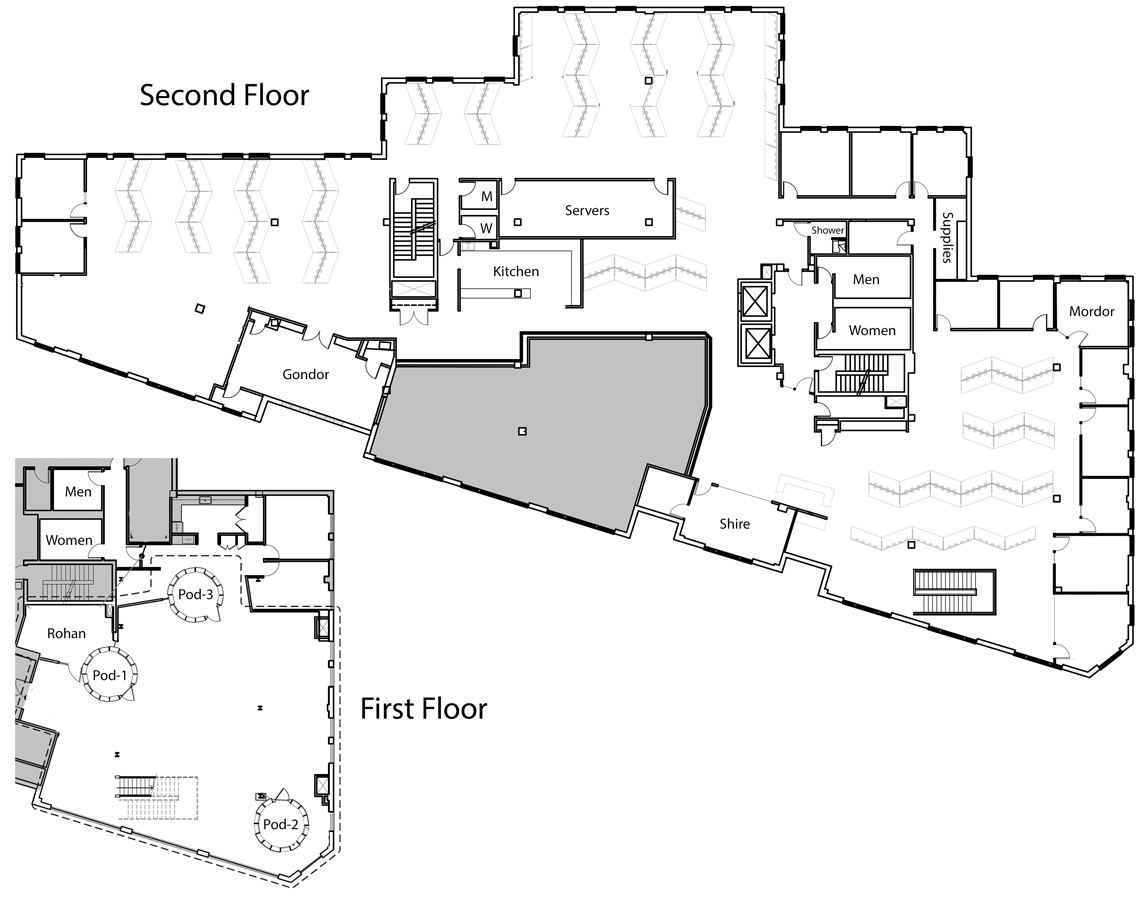 Second Floor
M
W
Servers
Kitchen
Shower
Supplies
Men
Women
Mordor
Gondor
Shire
Men
Women
Pod-3
Rohan
Pod-1
First Floor
Pod-2